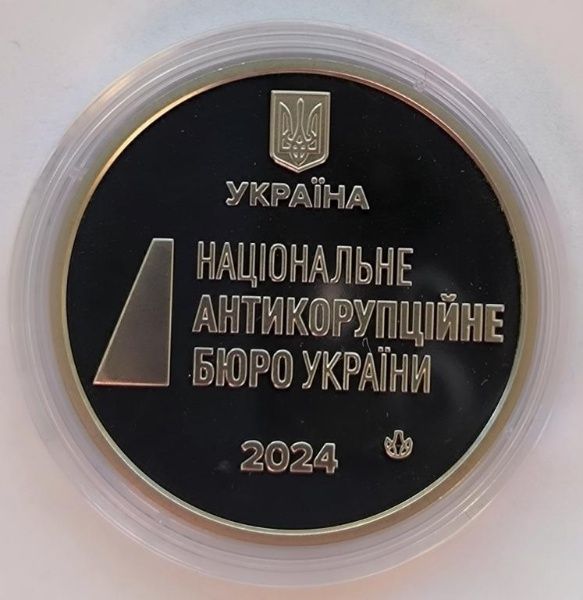 УКРАЇНА
НАЦІОНАЛЬНЕ
АНТИКОРУПЦІЙНЕ
БЮРО УКРАЇНИ
2024